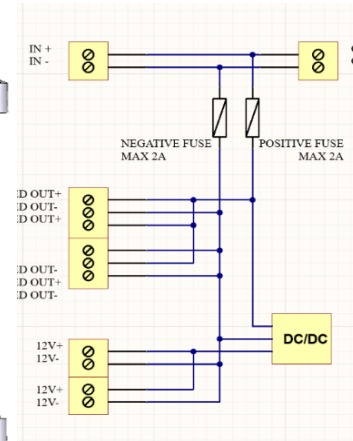 IN +
IN -
NEGATIVE FUSE
MAX 2A
POSITIVE FUSE
MAX 2A
OUT+
OUT-
OUT+
OUT-
OUT+
OUT-
DC/DC
12V+
12V-
12V+
12V-